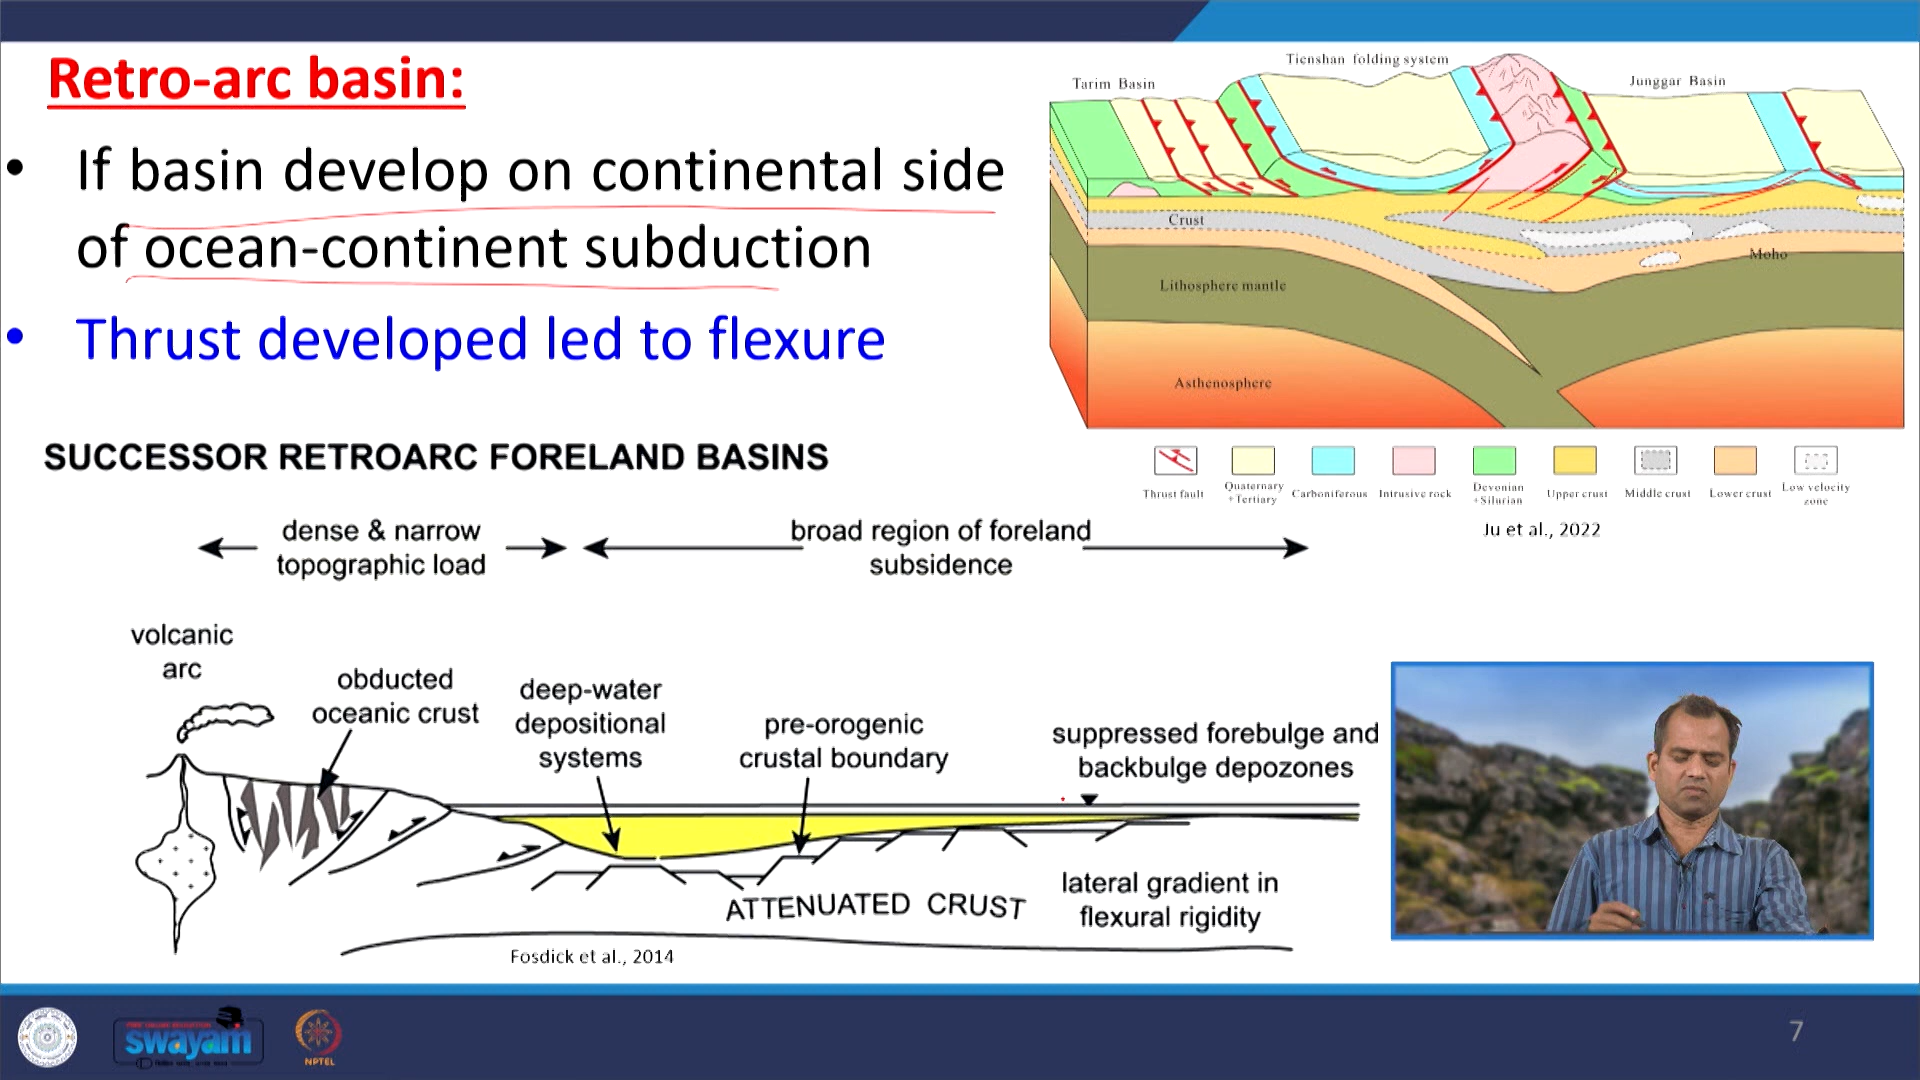 Retro-arc basin:
• If basin develop on continental side
of ocean-continent subduction
• Thrust developed led to flexure
Tienshan folding system
Tarim Basin
Junggar Basin
Crust
Moho
Lithosphere mantle
Asthenosphere
Thrust fault
Quaternary
+Tertiary
Carboniferous
Intrusive rock
Devonian
+Silurian
Upper crust
Middle crust
Lower crust
Low velocity
zone
Ju et al., 2022
SUCCESSOR RETROARC FORELAND BASINS
dense & narrow
topographic load
broad region of foreland
subsidence
volcanic
arc
obducted
oceanic crust
deep-water
depositional
systems
pre-orogenic
crustal boundary
suppressed forebulge and
backbulge depozones
ATTENUATED CRUST
lateral gradient in
flexural rigidity
Fosdick et al., 2014
swayam
NPTEL
7